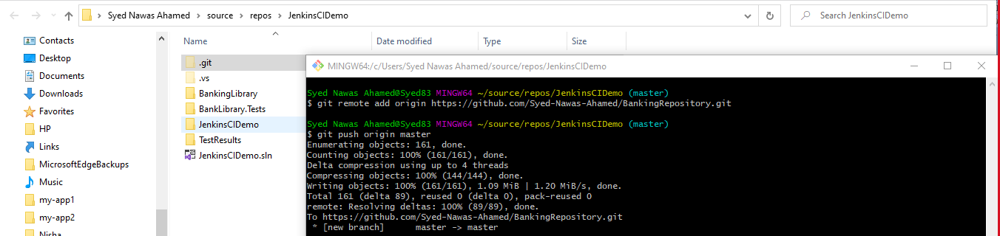 Syed Nawas Ahamed > source > repos > JenkinsCIDemo
Search JenkinsCIDemo
Contacts
Desktop
Documents
Downloads
Favorites
HP
Links
MicrosoftEdgeBackups
Music
my-app1
my-app2
Nisha
Name Date modified Type Size
.git
.vs
BankingLibrary
BankLibrary.Tests
JenkinsCIDemo
TestResults
JenkinsCIDemo.sln
MINGW64:/c/Users/Syed Nawas Ahamed/source/repos/JenkinsCIDemo
Syed Nawas Ahamed@Syed83 MINGW64 ~/source/repos/JenkinsCIDemo (master)
$ git remote add origin https://github.com/Syed-Nawas-Ahamed/BankingRepository.git
Syed Nawas Ahamed@Syed83 MINGW64 ~/source/repos/JenkinsCIDemo (master)
$ git push origin master
Enumerating objects: 161, done.
Counting objects: 100% (161/161), done.
Delta compression using up to 4 threads
Compressing objects: 100% (144/144), done.
Writing objects: 100% (161/161), 1.09 MiB | 1.20 MiB/s, done.
Total 161 (delta 89), reused 0 (delta 0), pack-reused 0
remote: Resolving deltas: 100% (89/89), done.
To https://github.com/Syed-Nawas-Ahamed/BankingRepository.git
* [new branch] master -> master